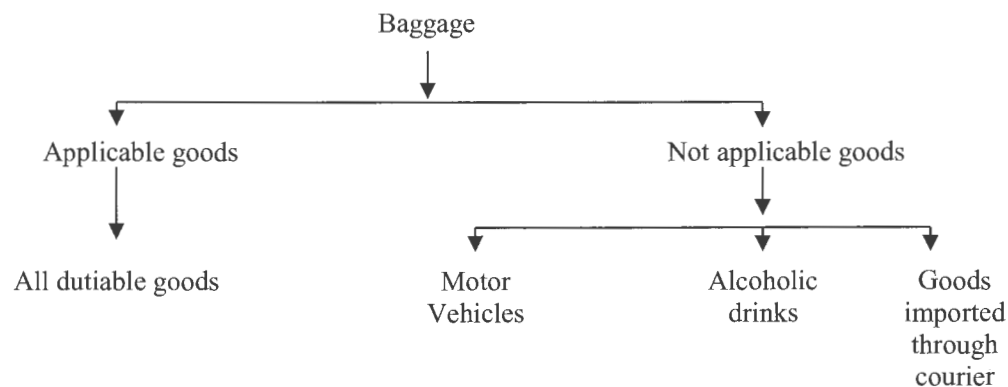 Baggage
Applicable goods
Not applicable goods
All dutiable goods
Motor
Vehicles
Alcoholic
drinks
Goods
imported
through
courier